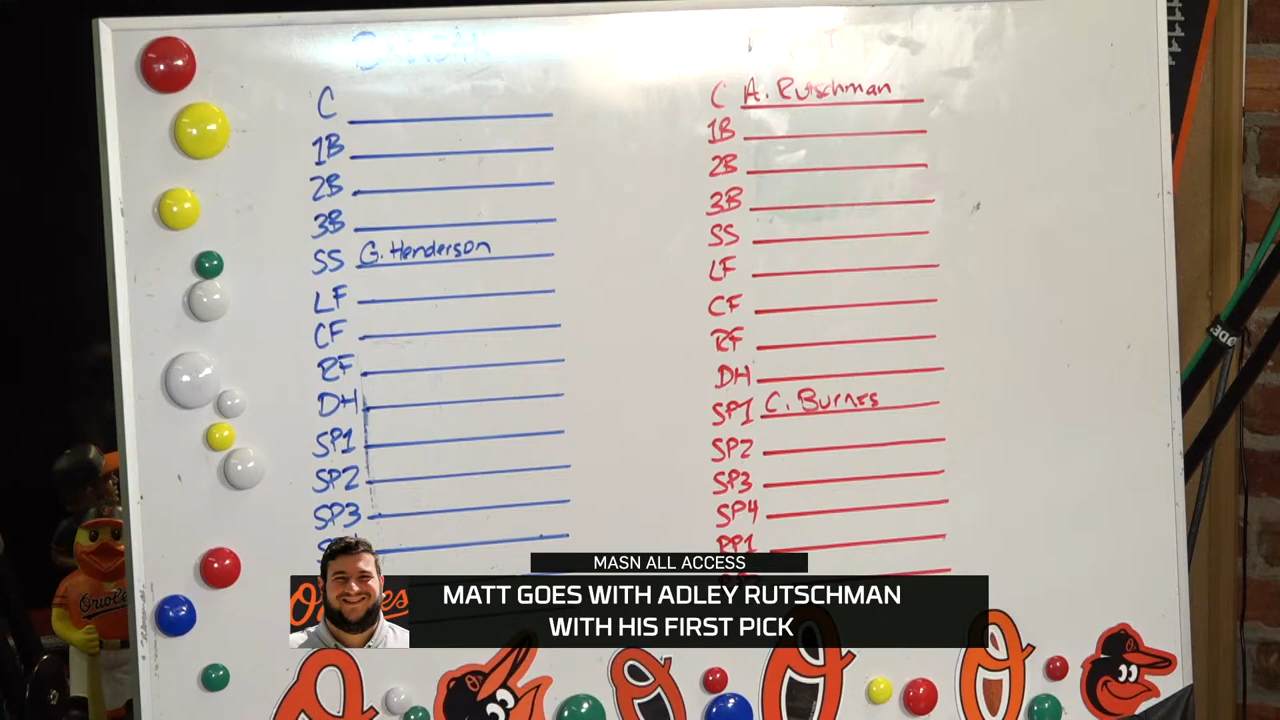 C
1B
2B
3B
SS G. Henderson
LF
CF
RF
DH
SP1
SP2
SP3
C A. Rutschman
1B
2B
3B
SS
LF
CF
RF
DH
SP1 C. Burnes
SP2
SP3
SP4
RP1
MASN ALL ACCESS
MATT GOES WITH ADLEY RUTSCHMAN
WITH HIS FIRST PICK
Orioles